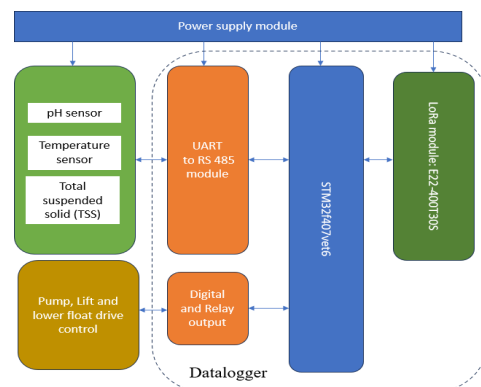 Power supply module
pH sensor
Temperature
sensor
Total
suspended
solid (TSS)
UART
to RS 485
module
STM32f407vet6
LoRa module: E22-400T30S
Pump, Lift and
lower float drive
control
Digital
and Relay
output
Datalogger